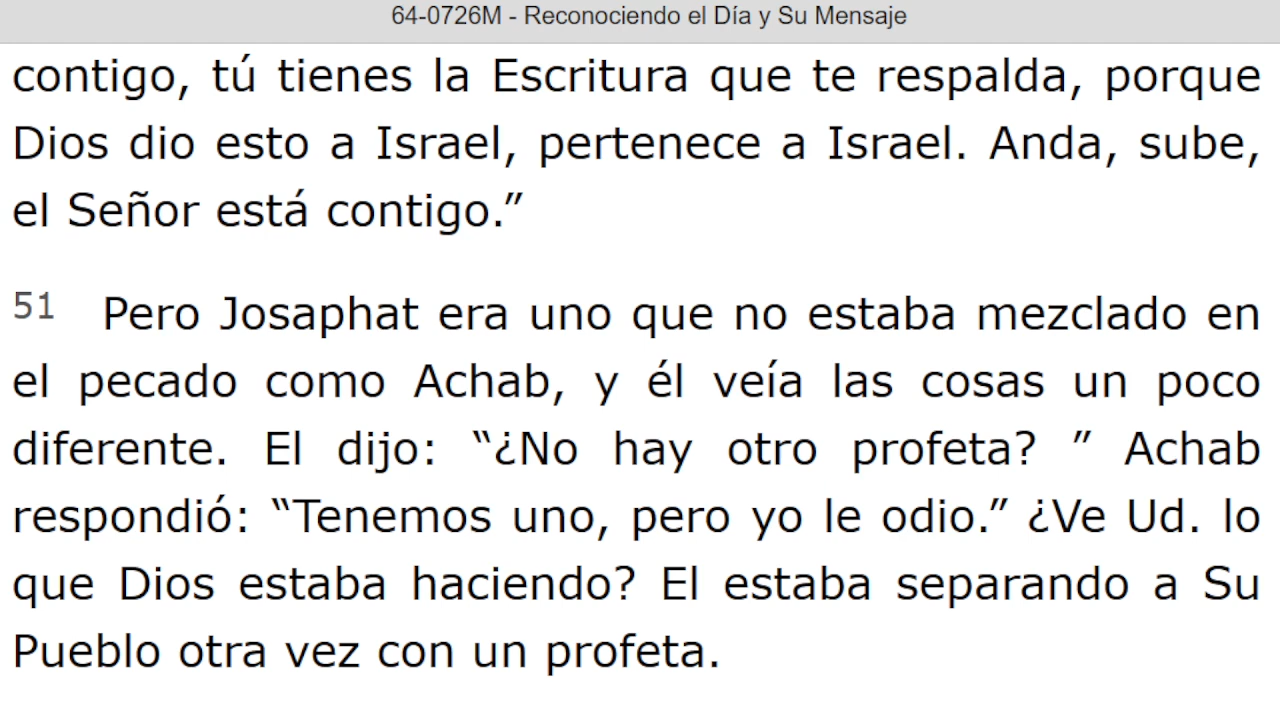 64-0726M - Reconociendo el Día y Su Mensaje
contigo, tú tienes la Escritura que te respalda, porque
Dios dio esto a Israel, pertenece a Israel. Anda, sube,
el Señor está contigo.”
51 Pero Josaphat era uno que no estaba mezclado en
el pecado como Achab, y él veía las cosas un poco
diferente. El dijo: “¿No hay otro profeta? ” Achab
respondió: “Tenemos uno, pero yo le odio.” ¿Ve Ud. lo
que Dios estaba haciendo? El estaba separando a Su
Pueblo otra vez con un profeta.